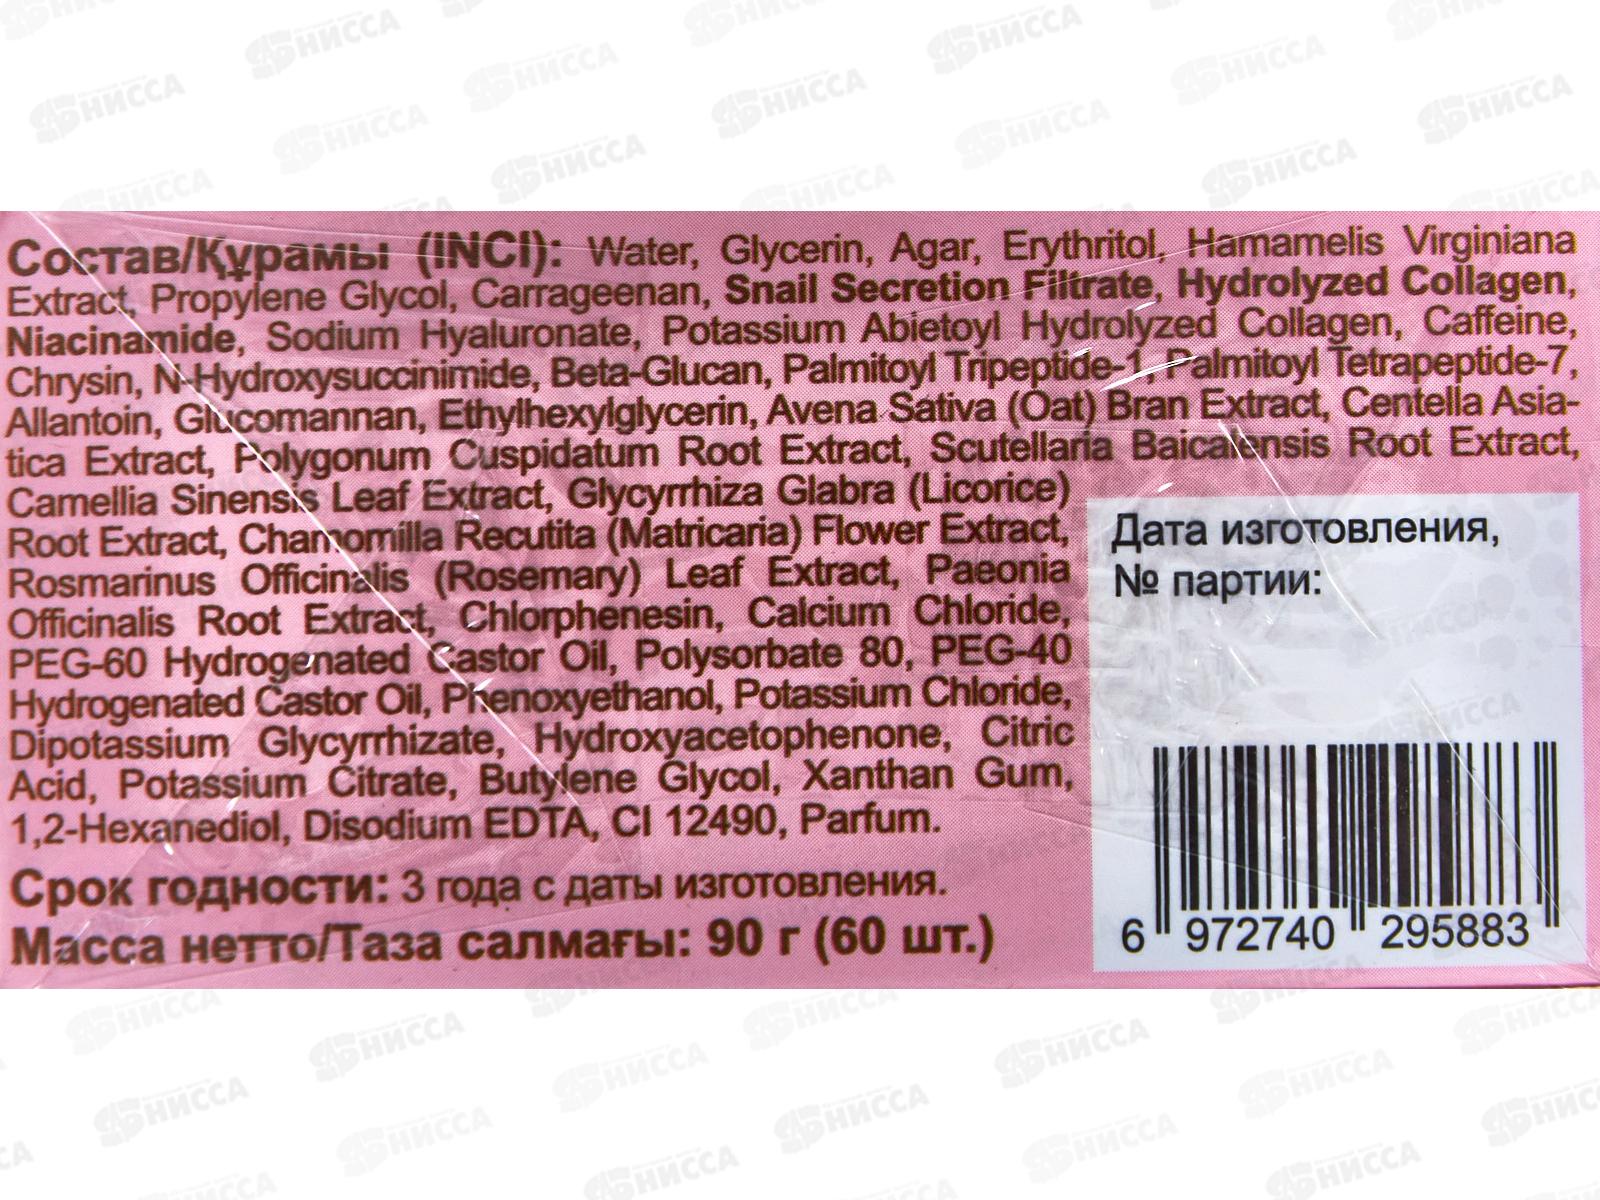 Состав/Құрамы (INCI): Water, Glycerin, Agar, Erythritol, Hamamelis Virginiana
Extract, Propylene Glycol, Carrageenan, Snail Secretion Filtrate, Hydrolyzed Collagen,
Niacinamide, Sodium Hyaluronate, Potassium Abietoyl Hydrolyzed Collagen, Caffeine,
Chrysin, N-Hydroxysuccinimide, Beta-Glucan, Palmitoyl Tripeptide-1, Palmitoyl Tetrapeptide-7,
Allantoin, Glucomannan, Ethylhexylglycerin, Avena Sativa (Oat) Bran Extract, Centella Asia-
tica Extract, Polygonum Cuspidatum Root Extract, Scutellaria Baicalensis Root Extract,
Camellia Sinensis Leaf Extract, Glycyrrhiza Glabra (Licorice)
Root Extract, Chamomilla Recutita (Matricaria) Flower Extract,
Rosmarinus Officinalis (Rosemary) Leaf Extract, Paeonia
Officinalis Root Extract, Chlorphenesin, Calcium Chloride,
PEG-60 Hydrogenated Castor Oil, Polysorbate 80, PEG-40
Hydrogenated Castor Oil, Phenoxyethanol, Potassium Chloride,
Dipotassium Glycyrrhizate, Hydroxyacetophenone, Citric
Acid, Potassium Citrate, Butylene Glycol, Xanthan Gum,
1,2-Hexanediol, Disodium EDTA, CI 12490, Parfum.
Срок годности: 3 года с даты изготовления.
Масса нетто/Таза салмағы: 90 г (60 шт.)
Дата изготовления,
№ партии:
6 972740 295883